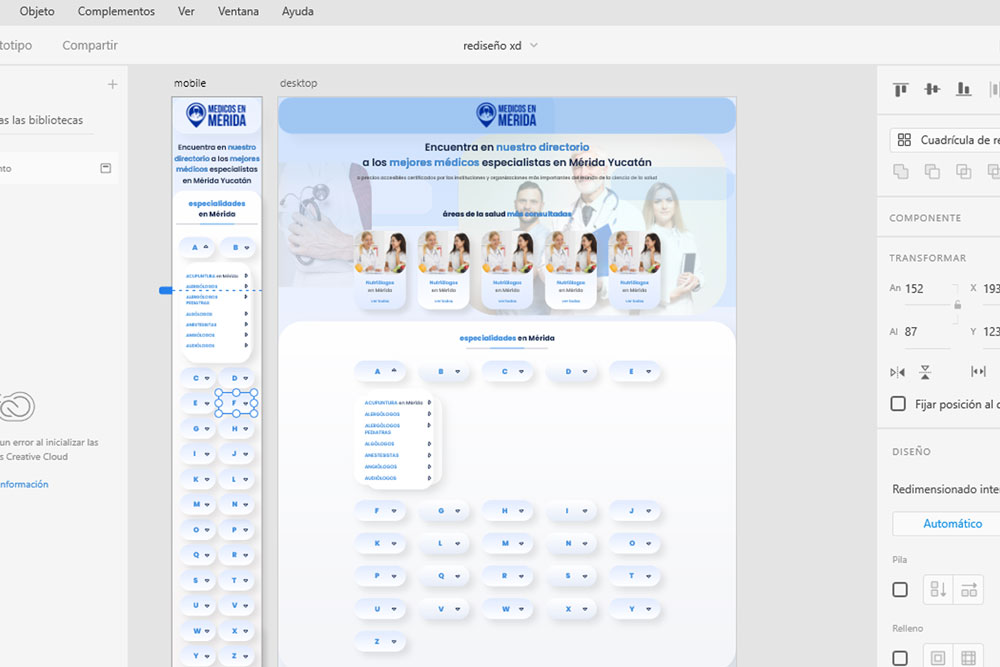 Objeto Complementos Ver Ventana Ayuda
totipo Compartir rediseño xd
as las bibliotecas
nto
un error al inicializar las
s Creative Cloud
nformación
mobile
MEDICOS EN
MÉRIDA
Encuentra en nuestro
directorio a los mejores
médicos especialistas
en Mérida Yucatán
especialidades
en Mérida
A B
ACUPUNTURA en Mérida
ALERGÓLOGOS
ALERGÓLOGOS
PEDIATRAS
ALGÓLOGOS
ANESTESISTAS
ANGIÓLOGOS
AUDIÓLOGOS
C D
E F
G H
I J
K L
M N
O P
Q R
S T
U V
W X
Y Z
desktop
MEDICOS EN
MÉRIDA
Encuentra en nuestro directorio
a los mejores médicos especialistas en Mérida Yucatán
a precios accesibles certificados por las instituciones y organizaciones más importantes del mundo de la ciencia de la salud
áreas de la salud más consultadas
Nutriólogos Nutriólogos Nutriólogos Nutriólogos Nutriólogos
en Mérida en Mérida en Mérida en Mérida en Mérida
ver todos ver todos ver todos ver todos ver todos
especialidades en Mérida
A B C D E
ACUPUNTURA en Mérida
ALERGÓLOGOS
ALERGÓLOGOS
PEDIATRAS
ALGÓLOGOS
ANESTESISTAS
ANGIÓLOGOS
AUDIÓLOGOS
F G H I J
K L M N O
P Q R S T
U V W X Y
Z
Cuadrícula de re
COMPONENTE
TRANSFORMAR
An 152 X 193
Al 87 Y 123
Fijar posición al d
DISEÑO
Redimensionado inte
Automático
Pila
Relleno